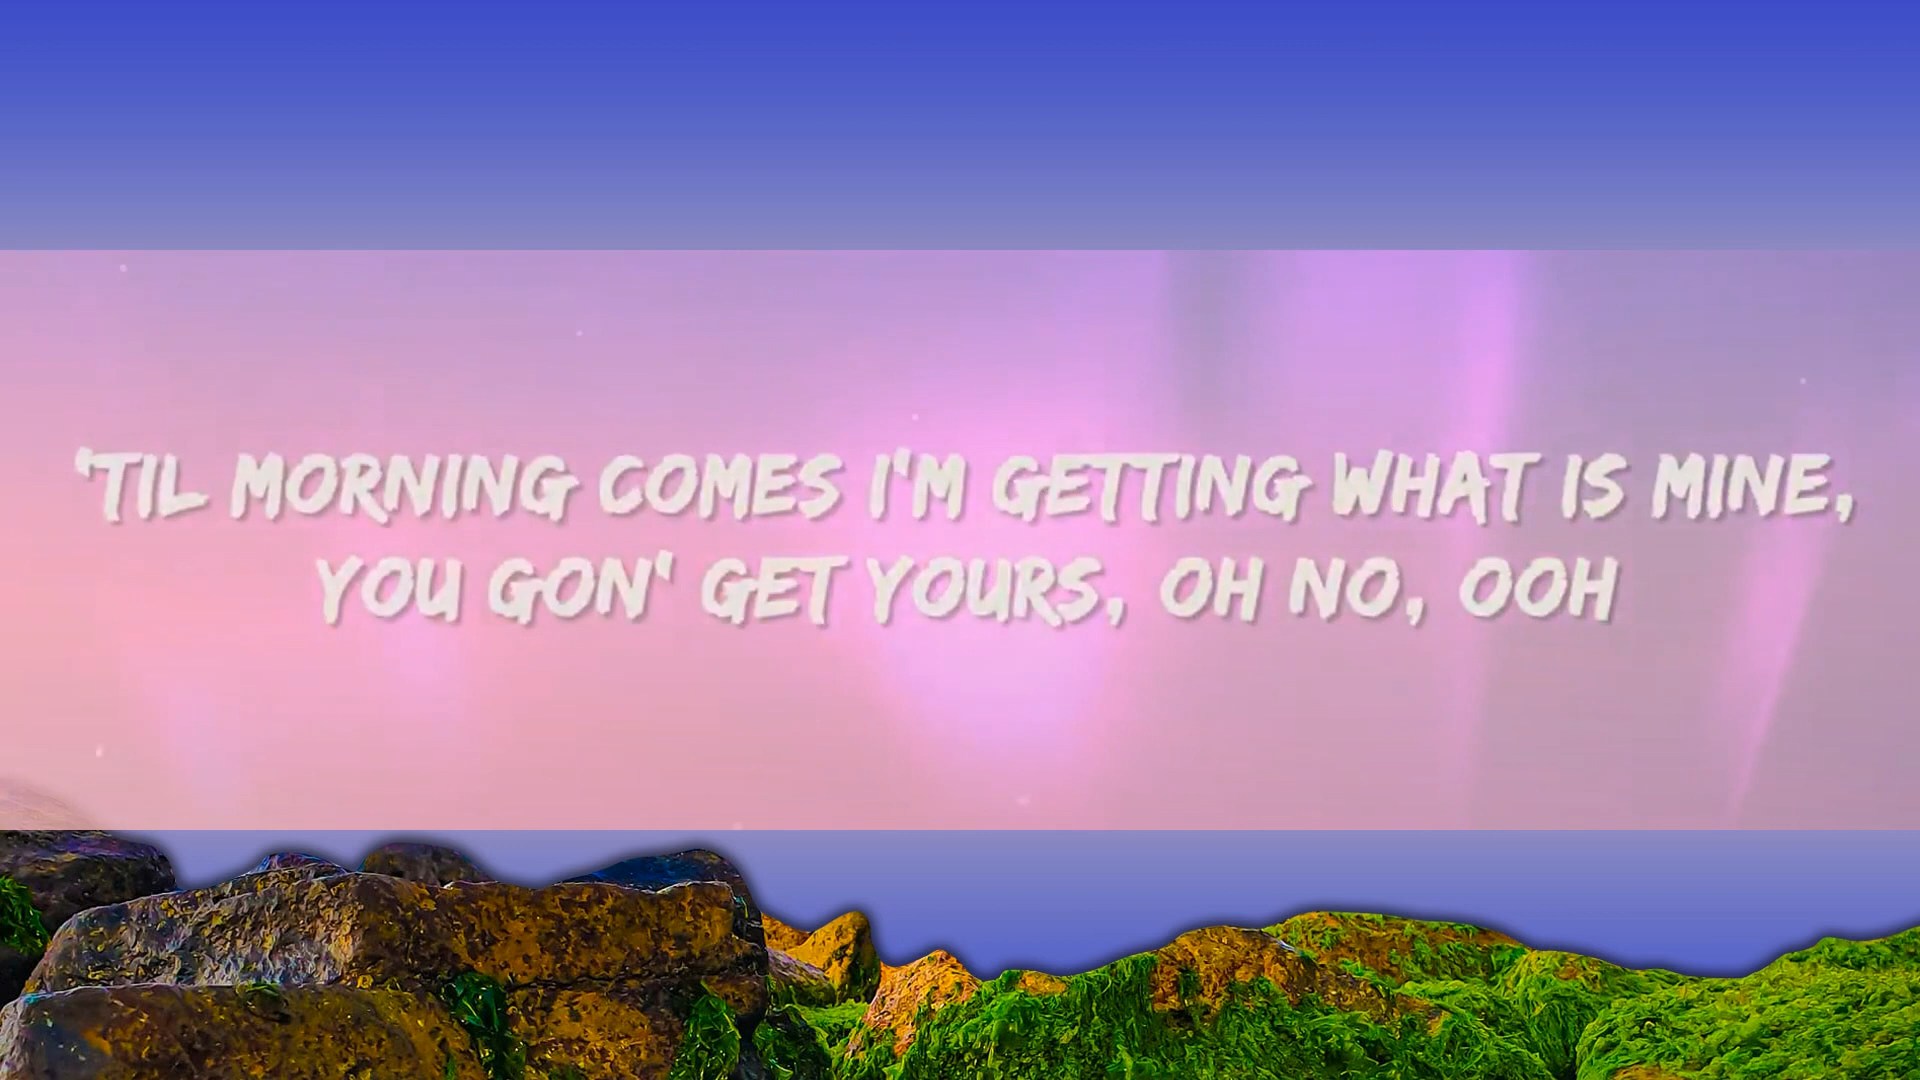 'TIL MORNING COMES I'M GETTING WHAT IS MINE,
YOU GON' GET YOURS, OH NO, OOH